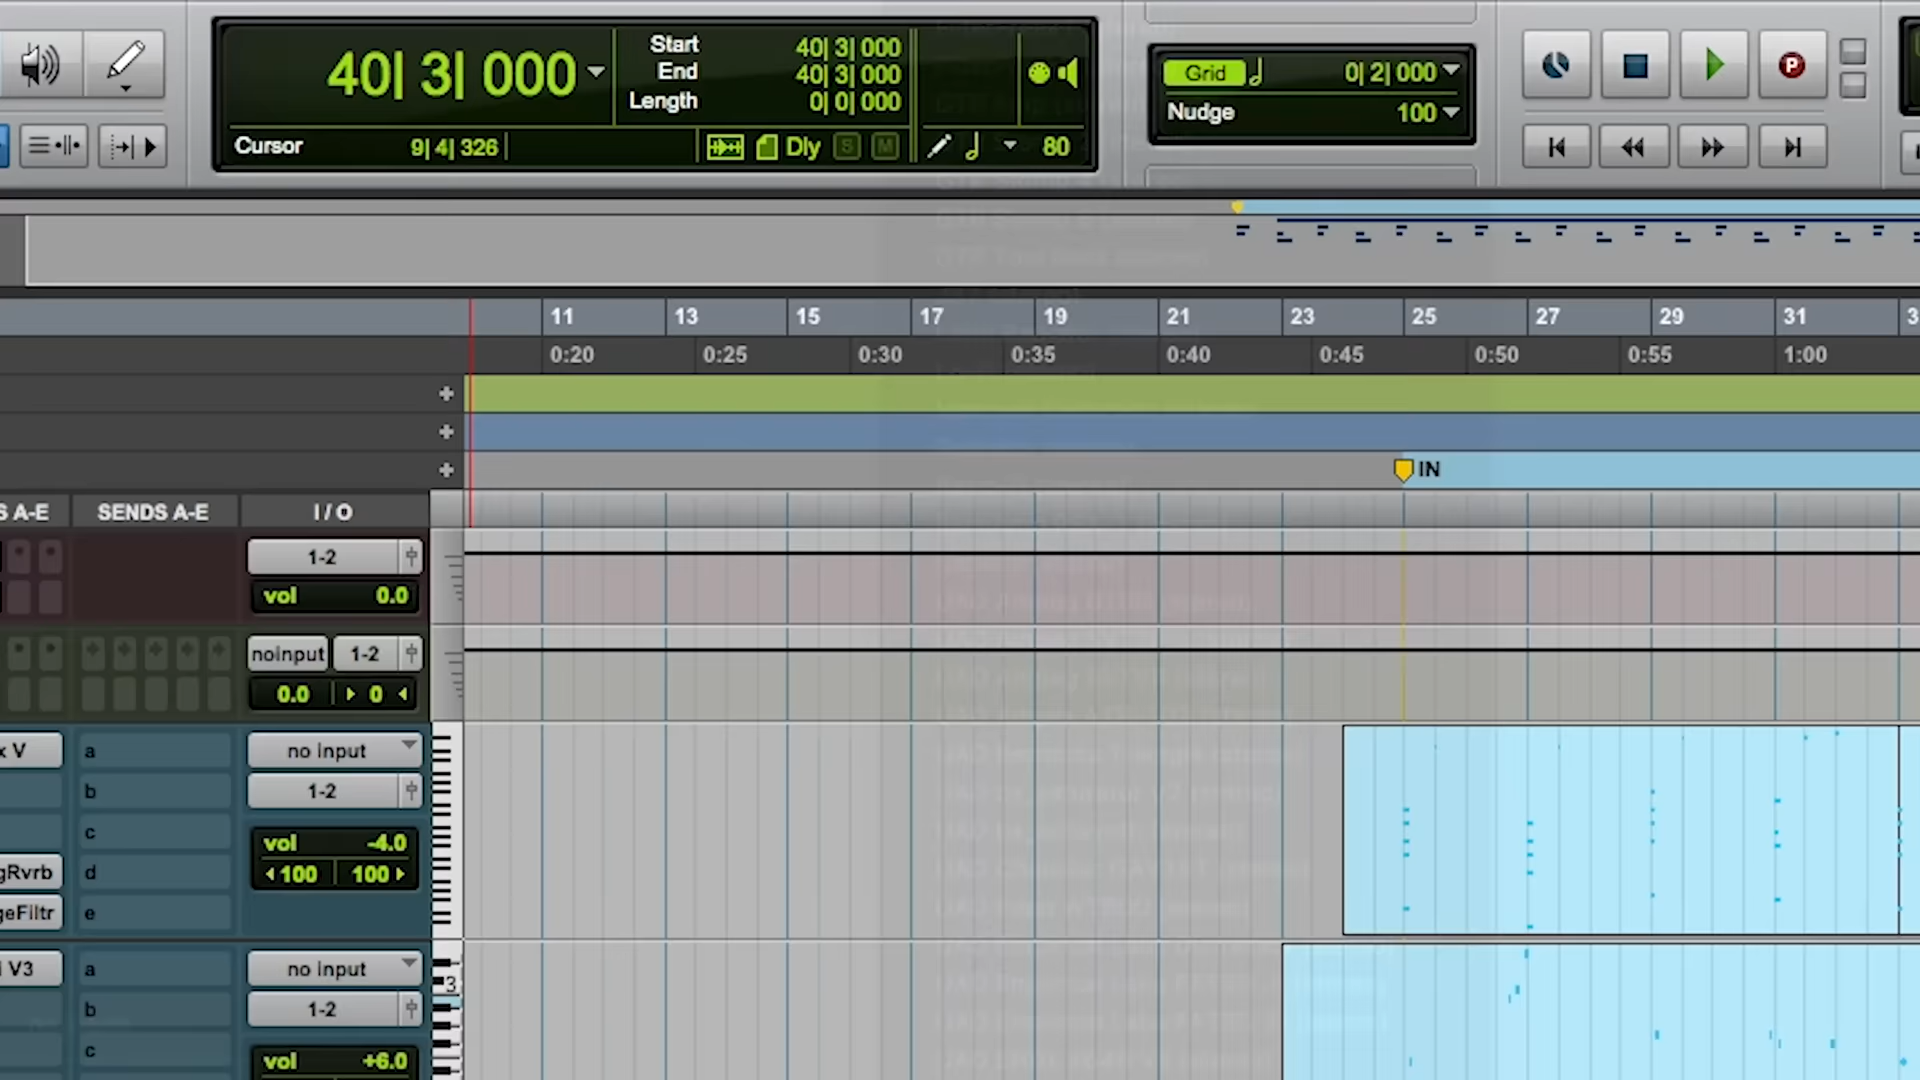 40| 3| 000
Start 40| 3| 000
End 40| 3| 000
Length 0| 0| 000
Cursor 9| 4| 326
Dly S M
80
Grid 0| 2| 000
Nudge 100
P
11 13 15 17 19 21 23 25 27 29 31 3
0:20 0:25 0:30 0:35 0:40 0:45 0:50 0:55 1:00
+
+
+
IN
S A-E SENDS A-E I / O
1-2
vol 0.0
noinput 1-2
0.0 0
x V a no input
b 1-2
c vol -4.0
gRvrb d 100 100
geFiltr e
V3 a no input
3
b 1-2
c vol +6.0